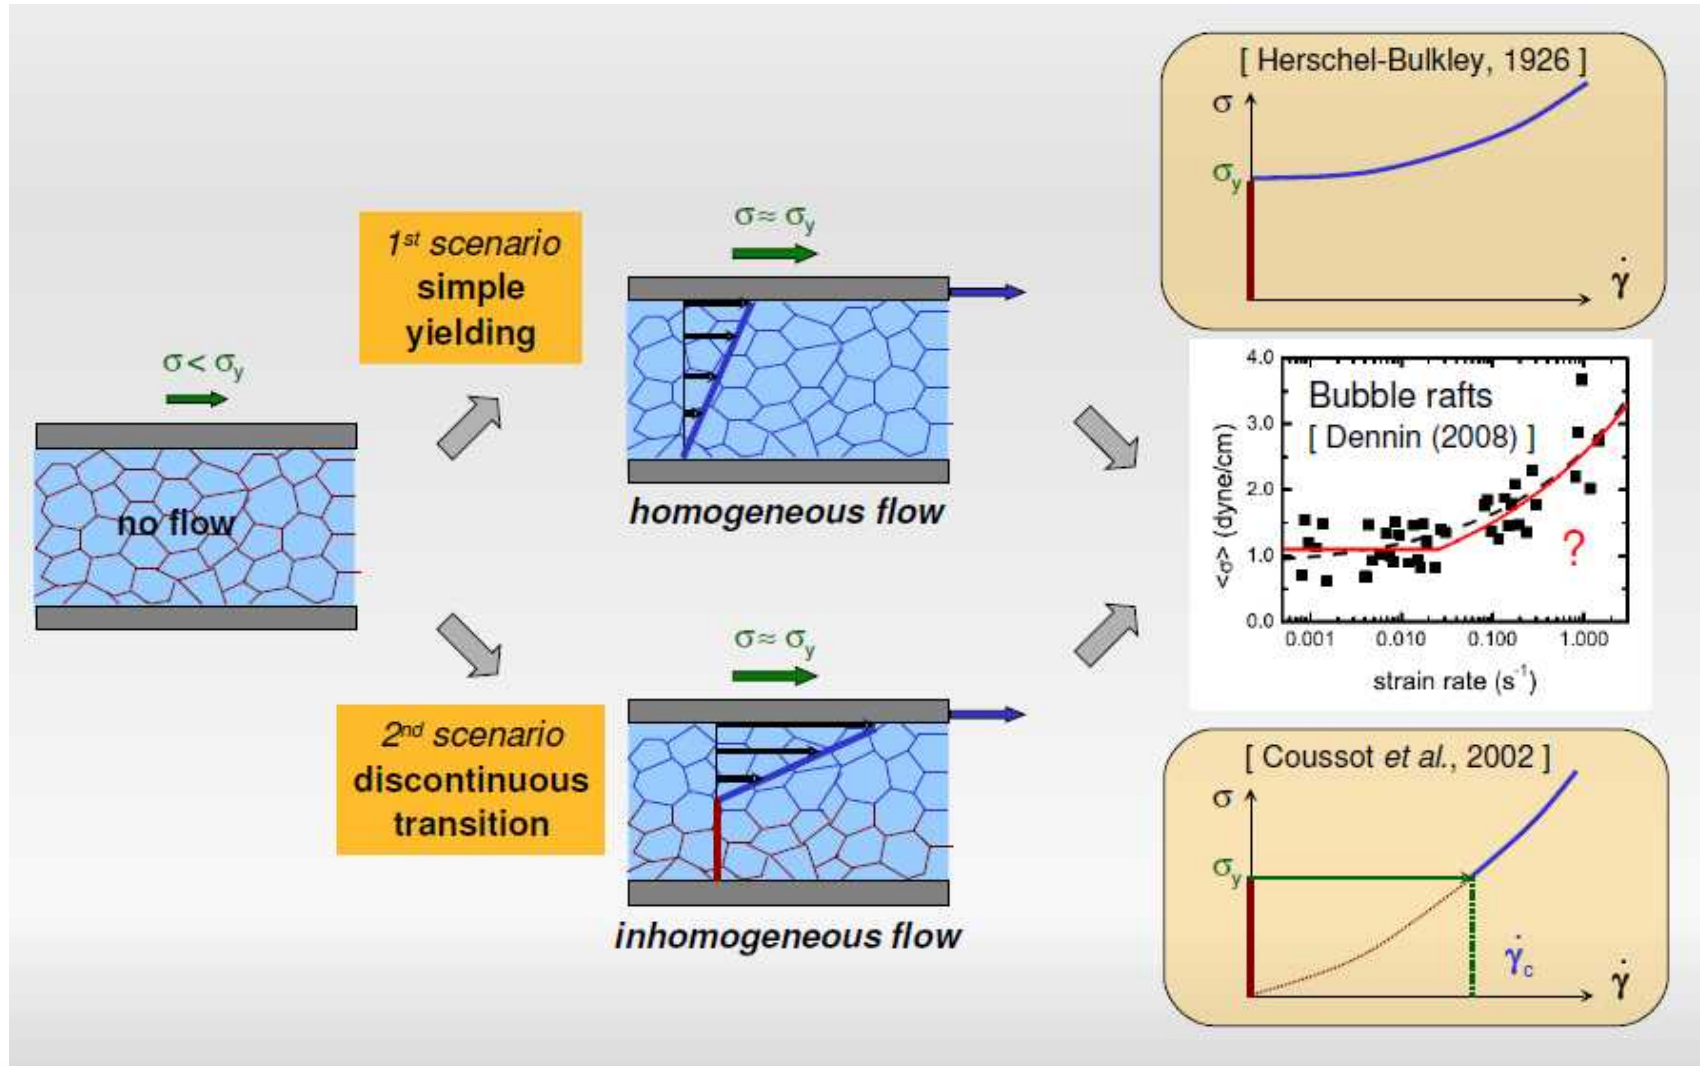 σ < σy
no flow
1st scenario
simple
yielding
σ ≈ σy
homogeneous flow
2nd scenario
discontinuous
transition
σ ≈ σy
inhomogeneous flow
[ Herschel-Bulkley, 1926 ]
σ
σy
γ̇
Bubble rafts
[ Dennin (2008) ]
?
<σ> (dyne/cm)
4.0
3.0
2.0
1.0
0.0
0.001 0.010 0.100 1.000
strain rate (s⁻¹)
[ Coussot et al., 2002 ]
σ
σy
γ̇c
γ̇